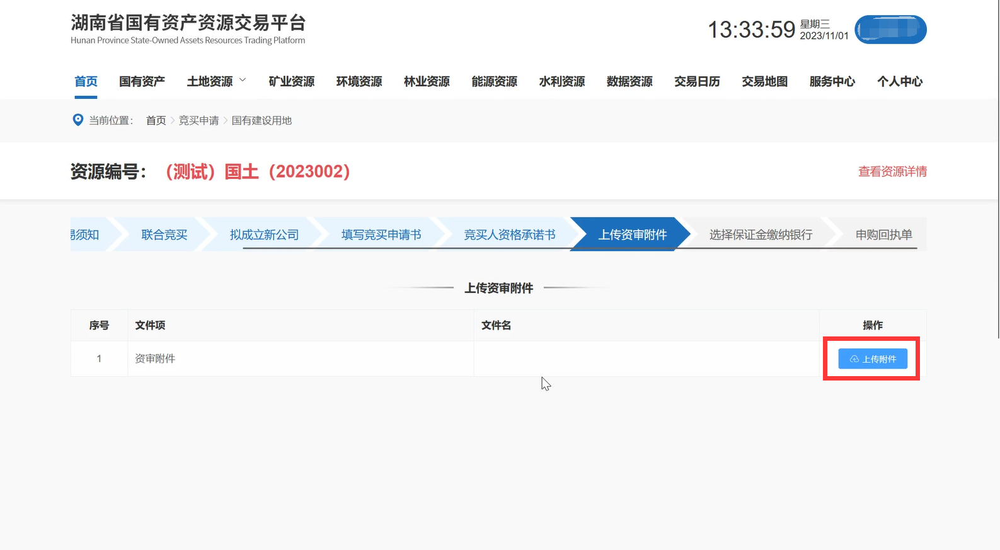 湖南省国有资产资源交易平台
Hunan Province State-Owned Assets Resources Trading Platform
13:33:59
星期三
2023/11/01
首页 国有资产 土地资源 矿业资源 环境资源 林业资源 能源资源 水利资源 数据资源 交易日历 交易地图 服务中心 个人中心
当前位置： 首页 > 竞买申请 > 国有建设用地
资源编号：（测试）国土（2023002） 查看资源详情
易须知 联合竞买 拟成立新公司 填写竞买申请书 竞买人资格承诺书 上传资审附件 选择保证金缴纳银行 申购回执单
上传资审附件
序号 文件项 文件名 操作
1 资审附件 上传附件